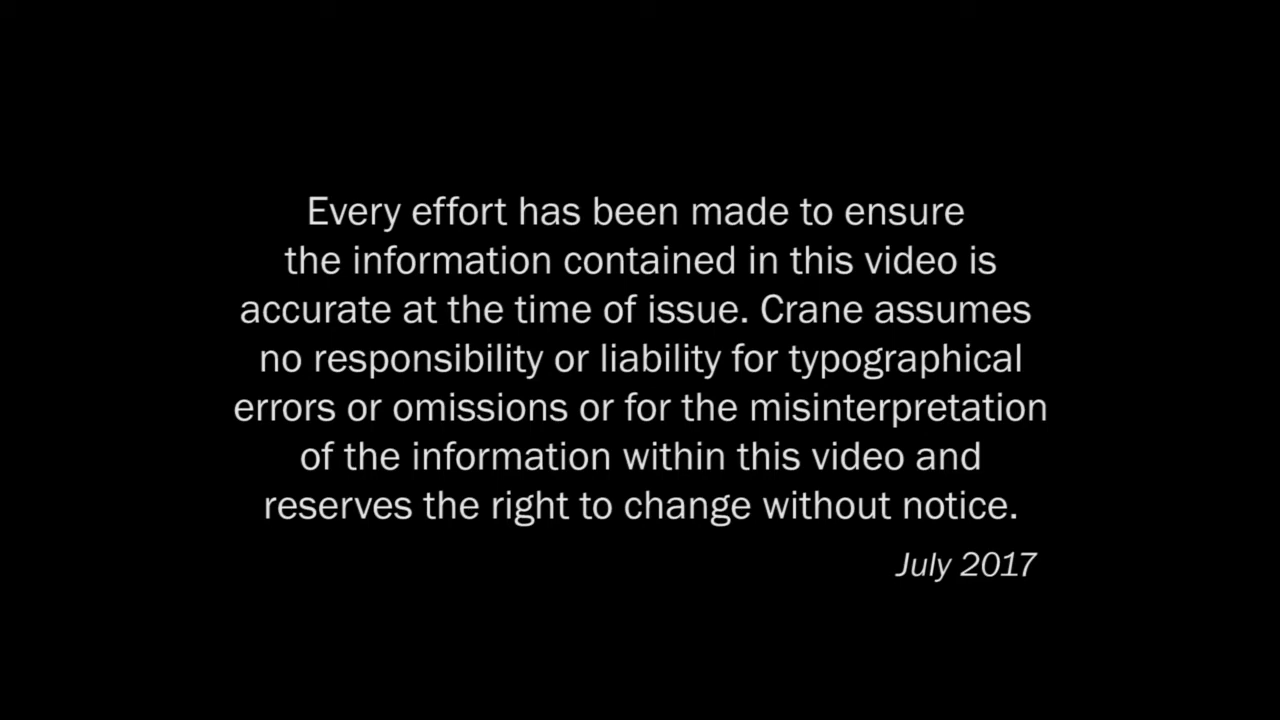 Every effort has been made to ensure
the information contained in this video is
accurate at the time of issue. Crane assumes
no responsibility or liability for typographical
errors or omissions or for the misinterpretation
of the information within this video and
reserves the right to change without notice.
July 2017